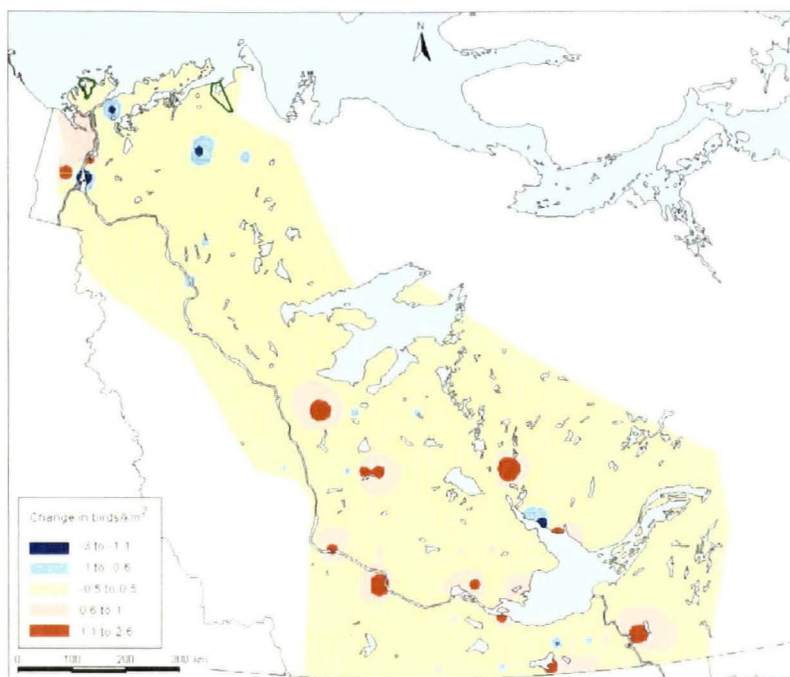 N
Change in birds/km²
-3 to -1.1
-1 to -0.6
-0.5 to 0.5
0.6 to 1
1.1 to 2.6
0 100 200 300 km